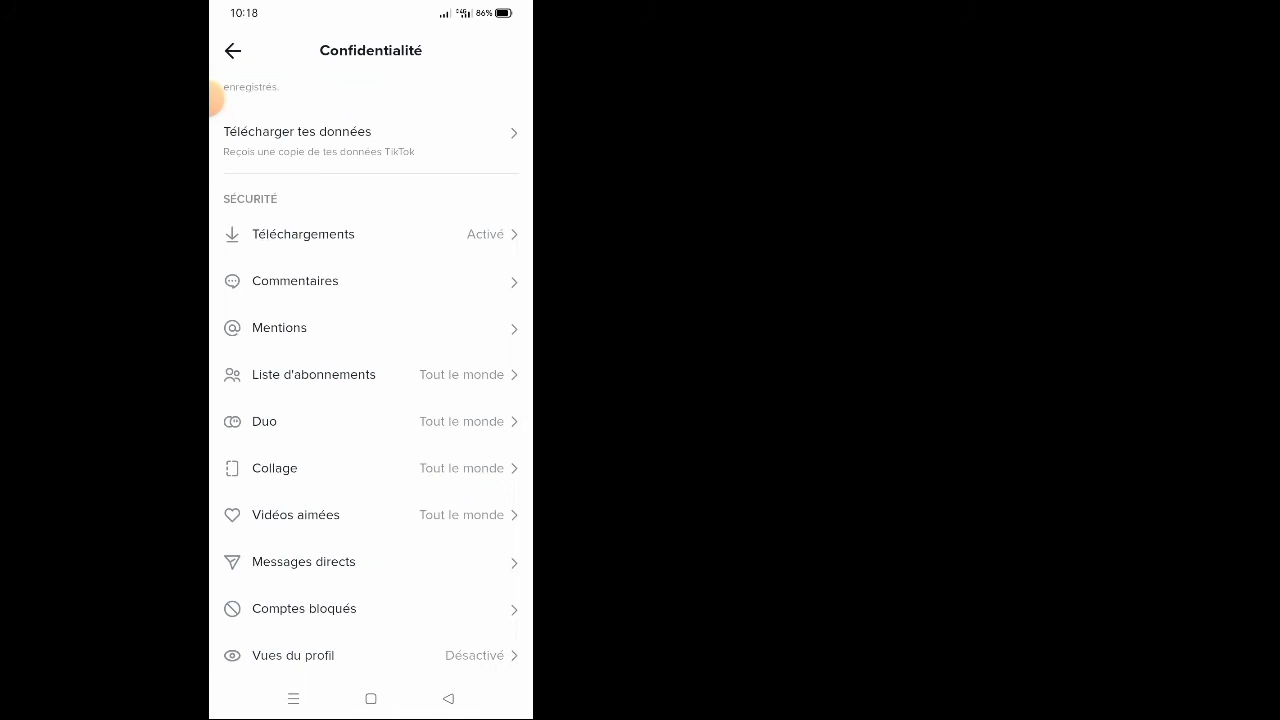 10:18
86%
Confidentialité
enregistrés.
Télécharger tes données
Reçois une copie de tes données TikTok
SÉCURITÉ
Téléchargements Activé
Commentaires
Mentions
Liste d'abonnements Tout le monde
Duo Tout le monde
Collage Tout le monde
Vidéos aimées Tout le monde
Messages directs
Comptes bloqués
Vues du profil Désactivé